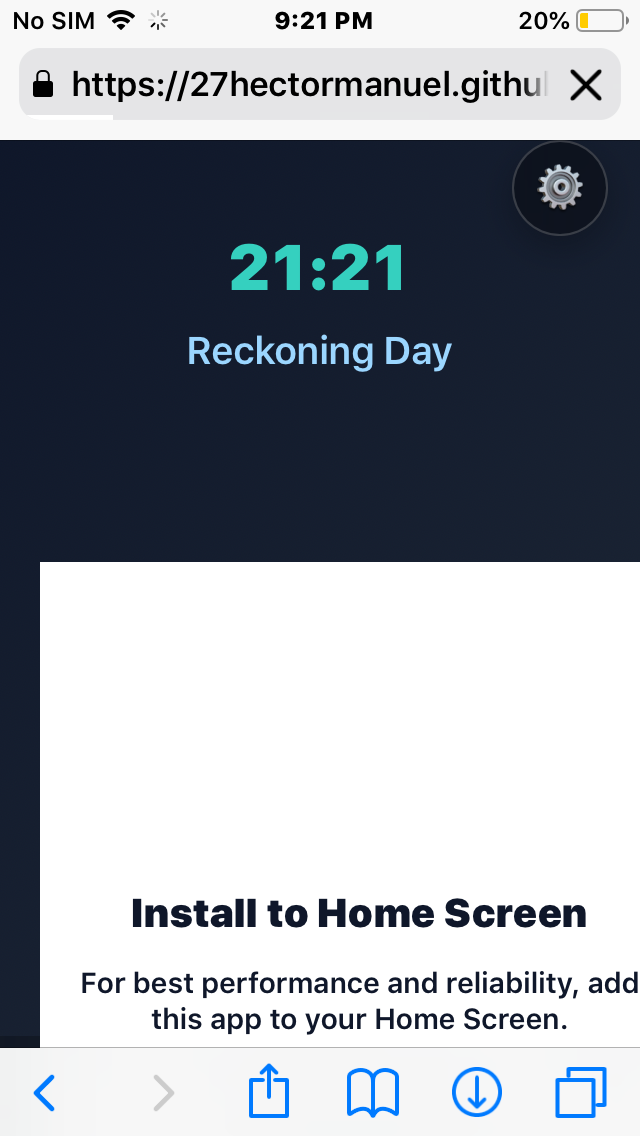 No SIM 9:21 PM 20%
https://27hectormanuel.githu
21:21
Reckoning Day
Install to Home Screen
For best performance and reliability, add
this app to your Home Screen.